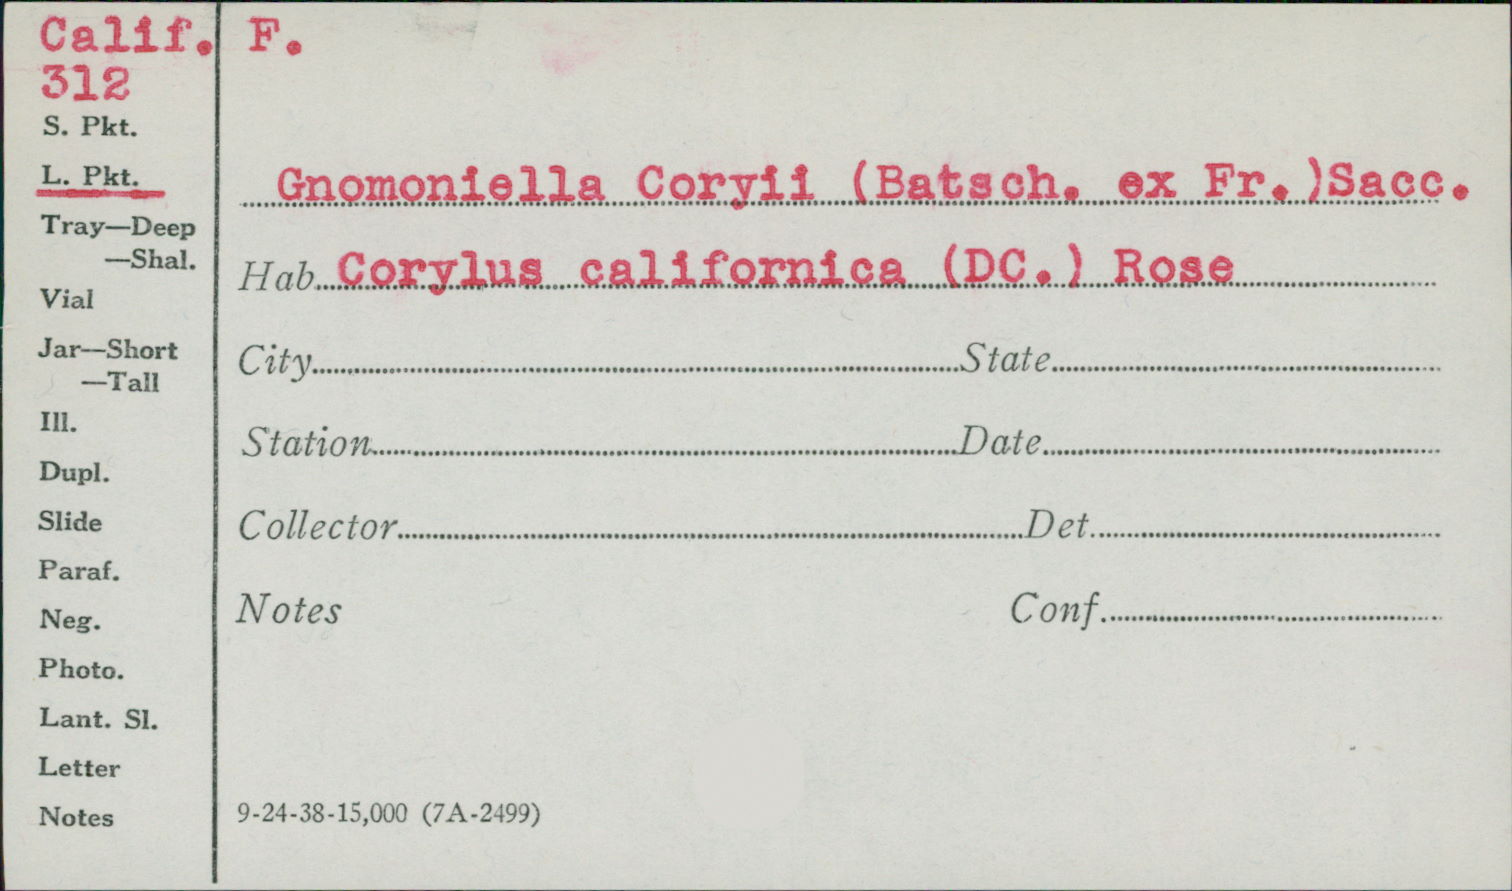 Calif. F.
312
S. Pkt.
L. Pkt.
Gnomoniella Coryii (Batsch. ex Fr.)Sacc.
Tray—Deep
—Shal.
Hab. Corylus californica (DC.) Rose
Vial
Jar—Short
—Tall
City State
Ill.
Station Date
Dupl.
Slide
Collector Det.
Paraf.
Neg.
Notes Conf.
Photo.
Lant. Sl.
Letter
Notes
9-24-38-15,000 (7A-2499)